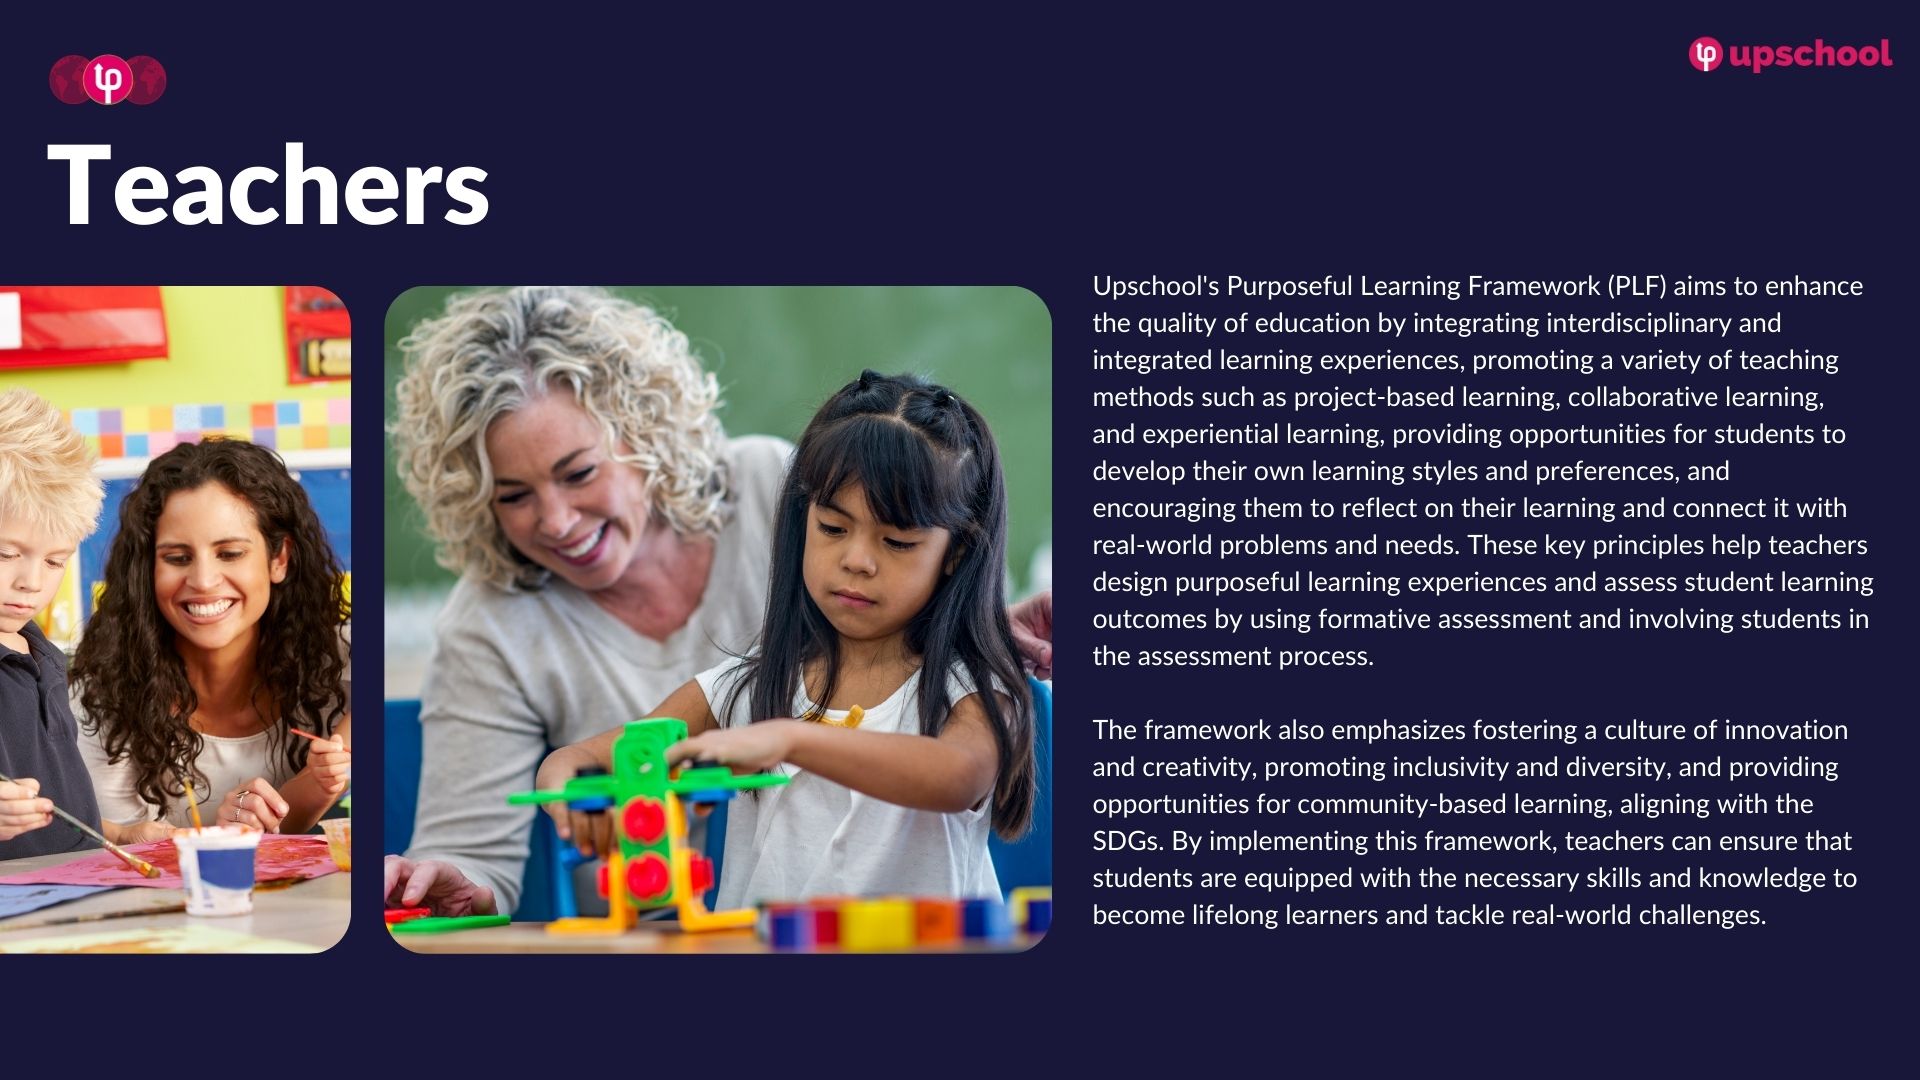 upschool
Teachers
Upschool's Purposeful Learning Framework (PLF) aims to enhance
the quality of education by integrating interdisciplinary and
integrated learning experiences, promoting a variety of teaching
methods such as project-based learning, collaborative learning,
and experiential learning, providing opportunities for students to
develop their own learning styles and preferences, and
encouraging them to reflect on their learning and connect it with
real-world problems and needs. These key principles help teachers
design purposeful learning experiences and assess student learning
outcomes by using formative assessment and involving students in
the assessment process.
The framework also emphasizes fostering a culture of innovation
and creativity, promoting inclusivity and diversity, and providing
opportunities for community-based learning, aligning with the
SDGs. By implementing this framework, teachers can ensure that
students are equipped with the necessary skills and knowledge to
become lifelong learners and tackle real-world challenges.